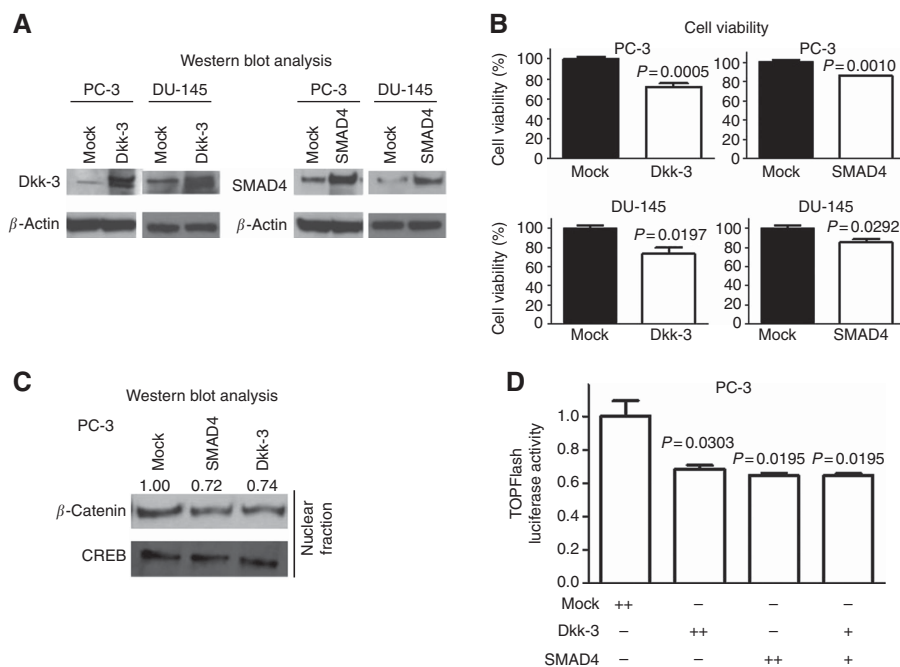 A
Western blot analysis
PC-3 DU-145 PC-3 DU-145
Mock Dkk-3 Mock Dkk-3 Mock SMAD4 Mock SMAD4
Dkk-3 SMAD4
β-Actin β-Actin
B
Cell viability
PC-3
Cell viability (%)
100
80
60
40
20
0
P=0.0005
Mock Dkk-3
PC-3
100
80
60
40
20
0
P=0.0010
Mock SMAD4
DU-145
Cell viability (%)
100
80
60
40
20
0
P=0.0197
Mock Dkk-3
DU-145
100
80
60
40
20
0
P=0.0292
Mock SMAD4
C
Western blot analysis
PC-3
Mock SMAD4 Dkk-3
1.00 0.72 0.74
β-Catenin
CREB
Nuclear
fraction
D
PC-3
TOPFlash
luciferase activity
1.0
0.8
0.6
0.4
0.2
0.0
P=0.0303
P=0.0195 P=0.0195
Mock ++ – – –
Dkk-3 – ++ – +
SMAD4 – – ++ +